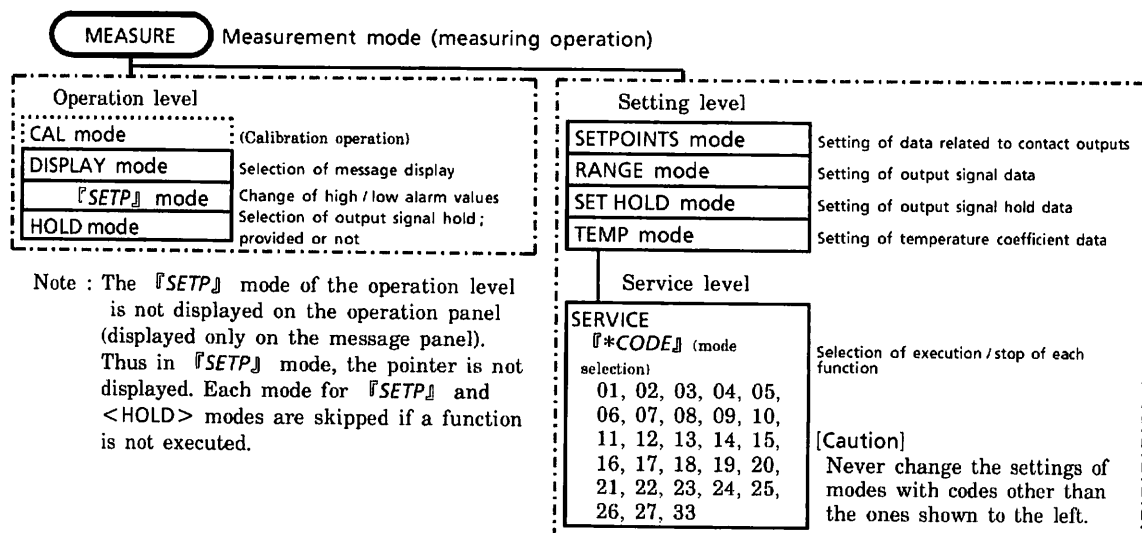 MEASURE Measurement mode (measuring operation)
Operation level
CAL mode (Calibration operation)
DISPLAY mode Selection of message display
『SETP』 mode Change of high / low alarm values
HOLD mode Selection of output signal hold ;
provided or not
Note : The 『SETP』 mode of the operation level
is not displayed on the operation panel
(displayed only on the message panel).
Thus in 『SETP』 mode, the pointer is not
displayed. Each mode for 『SETP』 and
<HOLD> modes are skipped if a function
is not executed.
Setting level
SETPOINTS mode Setting of data related to contact outputs
RANGE mode Setting of output signal data
SET HOLD mode Setting of output signal hold data
TEMP mode Setting of temperature coefficient data
Service level
SERVICE
『*CODE』 (mode
selection)
01, 02, 03, 04, 05,
06, 07, 08, 09, 10,
11, 12, 13, 14, 15,
16, 17, 18, 19, 20,
21, 22, 23, 24, 25,
26, 27, 33
Selection of execution / stop of each
function
[Caution]
Never change the settings of
modes with codes other than
the ones shown to the left.